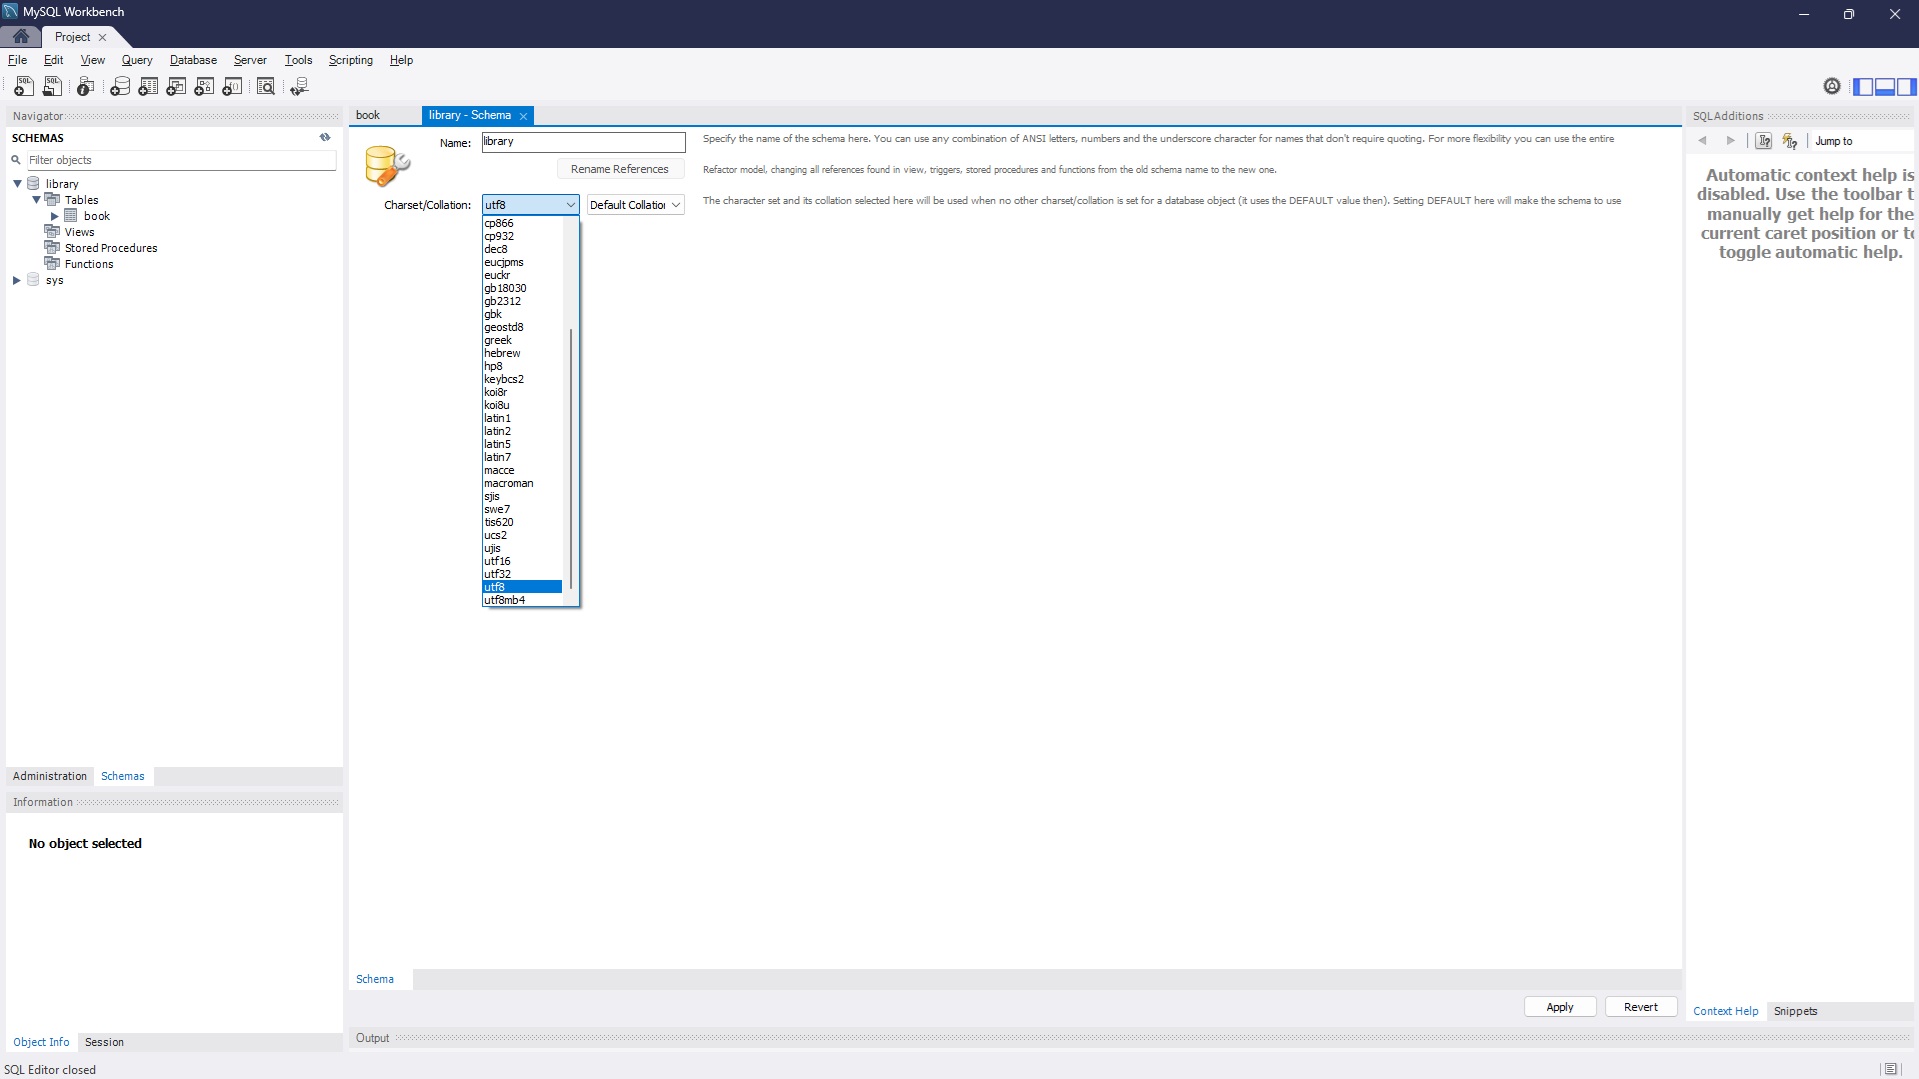 MySQL Workbench
Project
File Edit View Query Database Server Tools Scripting Help
Navigator
SCHEMAS
Filter objects
library
Tables
book
Views
Stored Procedures
Functions
sys
Administration Schemas
Information
No object selected
Object Info Session
SQL Editor closed
book library - Schema
Name: library
Specify the name of the schema here. You can use any combination of ANSI letters, numbers and the underscore character for names that don't require quoting. For more flexibility you can use the entire
Rename References
Refactor model, changing all references found in view, triggers, stored procedures and functions from the old schema name to the new one.
Charset/Collation: utf8 Default Collation
The character set and its collation selected here will be used when no other charset/collation is set for a database object (it uses the DEFAULT value then). Setting DEFAULT here will make the schema to use
cp866
cp932
dec8
eucjpms
euckr
gb18030
gb2312
gbk
geostd8
greek
hebrew
hp8
keybcs2
koi8r
koi8u
latin1
latin2
latin5
latin7
macce
macroman
sjis
swe7
tis620
ucs2
ujis
utf16
utf32
utf8
utf8mb4
Schema
Apply Revert
Output
SQLAdditions
Jump to
Automatic context help is
disabled. Use the toolbar t
manually get help for the
current caret position or to
toggle automatic help.
Context Help Snippets